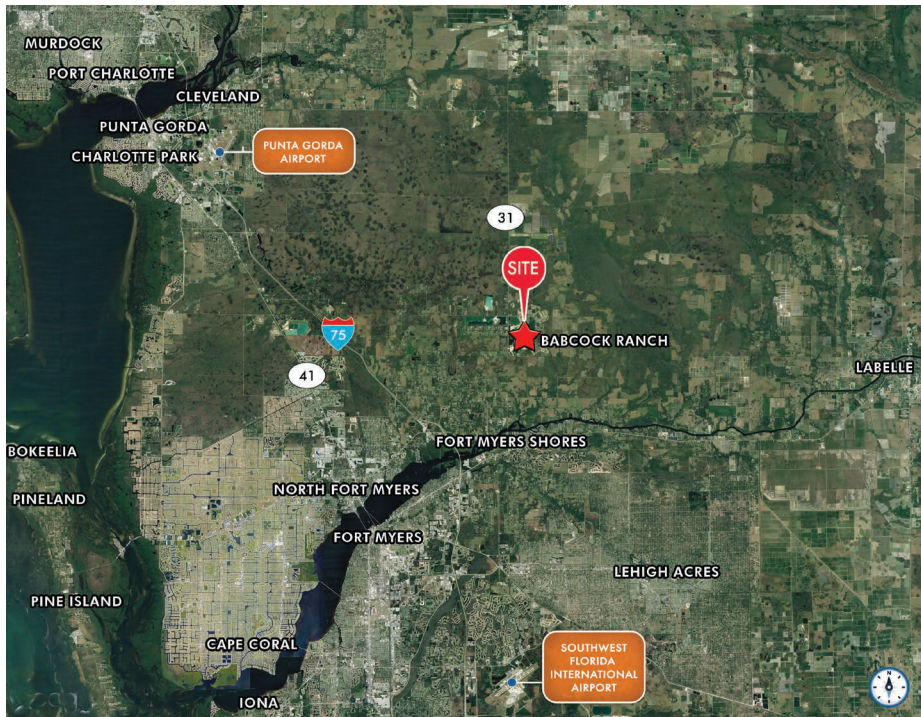 MURDOCK
PORT CHARLOTTE
CLEVELAND
PUNTA GORDA
CHARLOTTE PARK
PUNTA GORDA
AIRPORT
31
SITE
75
BABCOCK RANCH
41
LABELLE
FORT MYERS SHORES
BOKEELIA
NORTH FORT MYERS
PINELAND
FORT MYERS
LEHIGH ACRES
PINE ISLAND
CAPE CORAL
SOUTHWEST
FLORIDA
INTERNATIONAL
AIRPORT
IONA